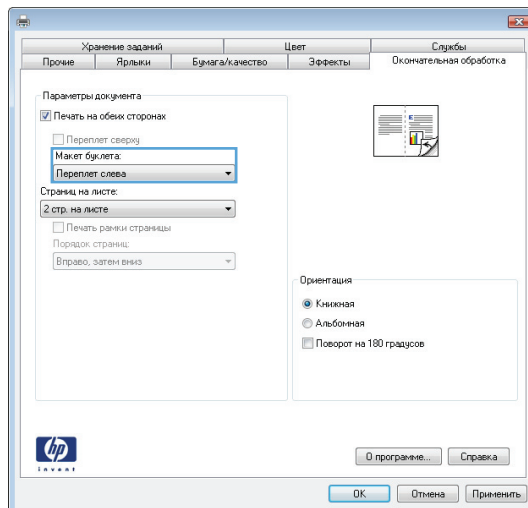 Хранение заданий Цвет Службы
Прочие Ярлыки Бумага/качество Эффекты Окончательная обработка
Параметры документа
Печать на обеих сторонах
Переплет сверху
Макет буклета:
Переплет слева
Страниц на листе:
2 стр. на листе
Печать рамки страницы
Порядок страниц:
Вправо, затем вниз
Ориентация
Книжная
Альбомная
Поворот на 180 градусов
hp
invent
О программе... Справка
OK Отмена Применить